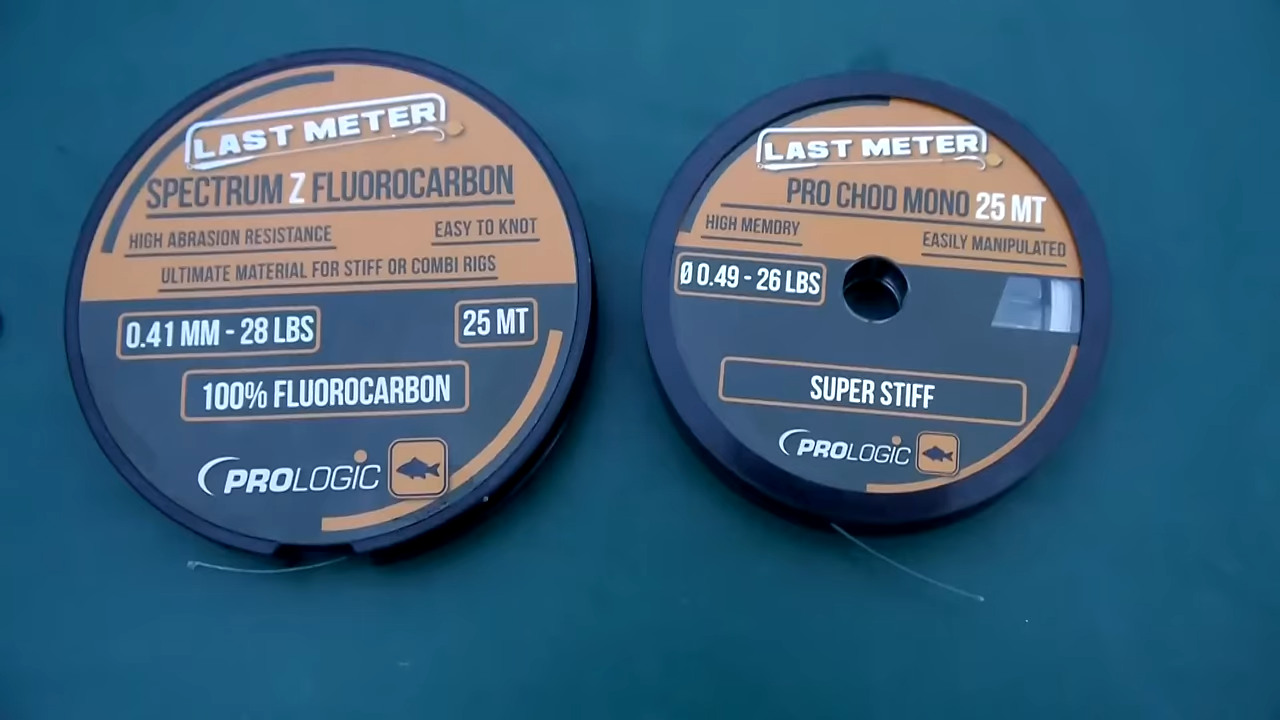 LAST METER
SPECTRUM Z FLUOROCARBON
HIGH ABRASION RESISTANCE
EASY TO KNOT
ULTIMATE MATERIAL FOR STIFF OR COMBI RIGS
0.41 MM - 28 LBS
25 MT
100% FLUOROCARBON
PROLOGIC
LAST METER
PRO CHOD MONO 25 MT
HIGH MEMORY
EASILY MANIPULATED
Ø 0.49 - 26 LBS
SUPER STIFF
PROLOGIC